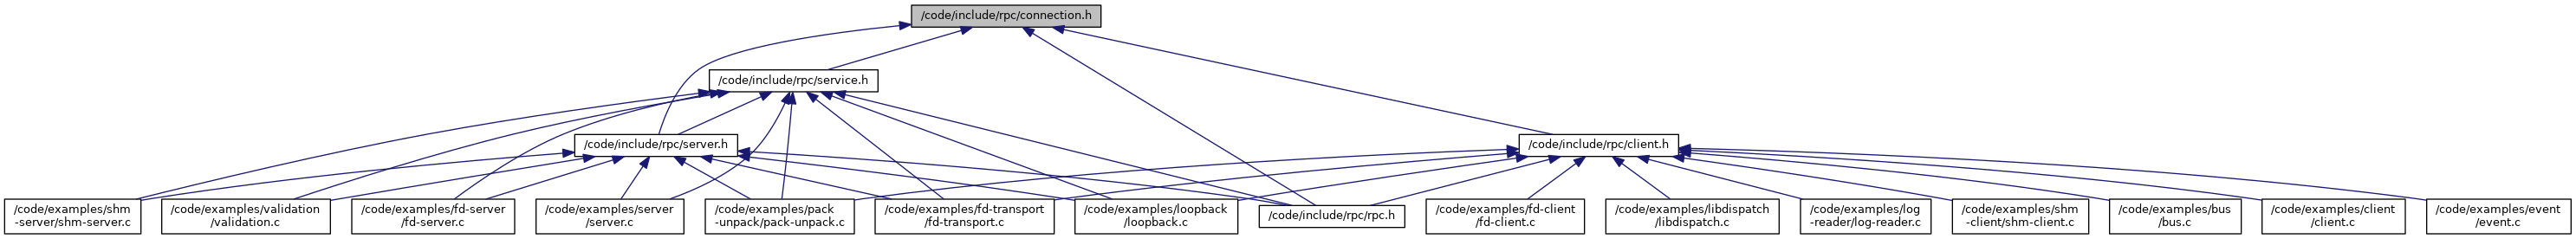 /code/include/rpc/connection.h
/code/include/rpc/service.h
/code/include/rpc/server.h
/code/include/rpc/client.h
/code/examples/shm
-server/shm-server.c
/code/examples/validation
/validation.c
/code/examples/fd-server
/fd-server.c
/code/examples/server
/server.c
/code/examples/pack
-unpack/pack-unpack.c
/code/examples/fd-transport
/fd-transport.c
/code/examples/loopback
/loopback.c
/code/include/rpc/rpc.h
/code/examples/fd-client
/fd-client.c
/code/examples/libdispatch
/libdispatch.c
/code/examples/log
-reader/log-reader.c
/code/examples/shm
-client/shm-client.c
/code/examples/bus
/bus.c
/code/examples/client
/client.c
/code/examples/event
/event.c